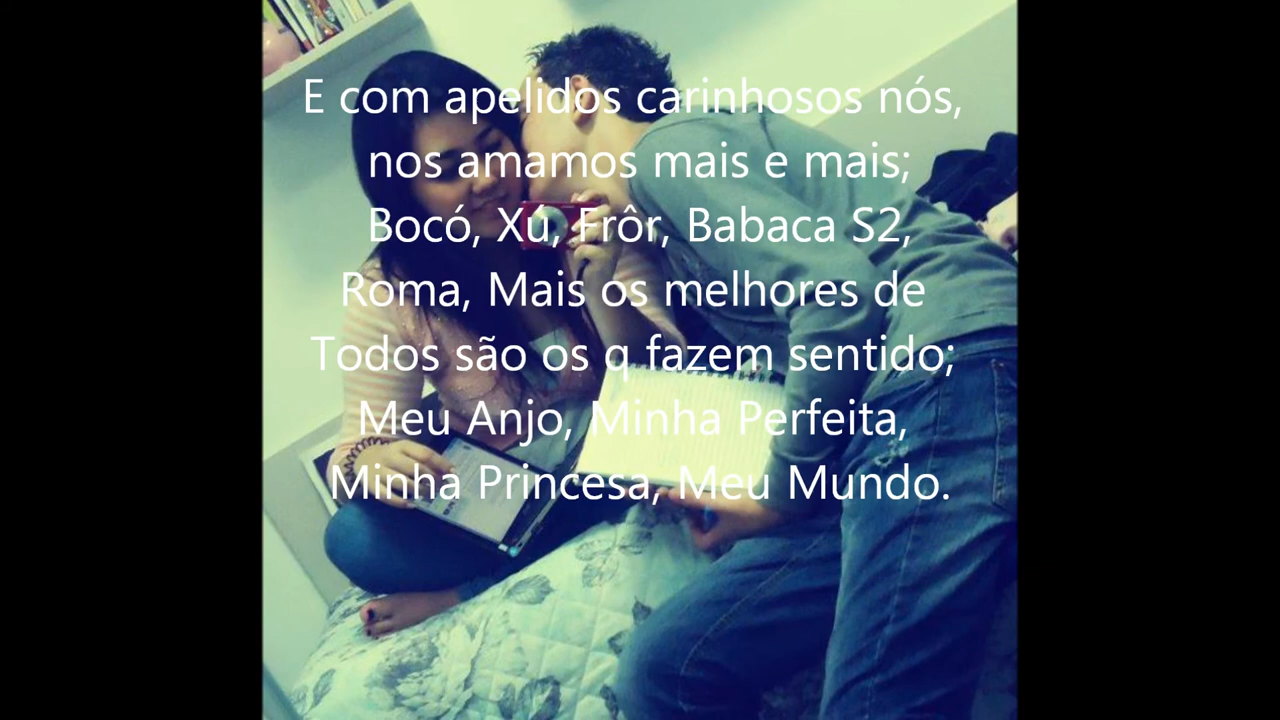 E com apelidos carinhosos nós,
nos amamos mais e mais;
Bocó, Xú, Frôr, Babaca S2,
Roma, Mais os melhores de
Todos são os q fazem sentido;
Meu Anjo, Minha Perfeita,
Minha Princesa, Meu Mundo.